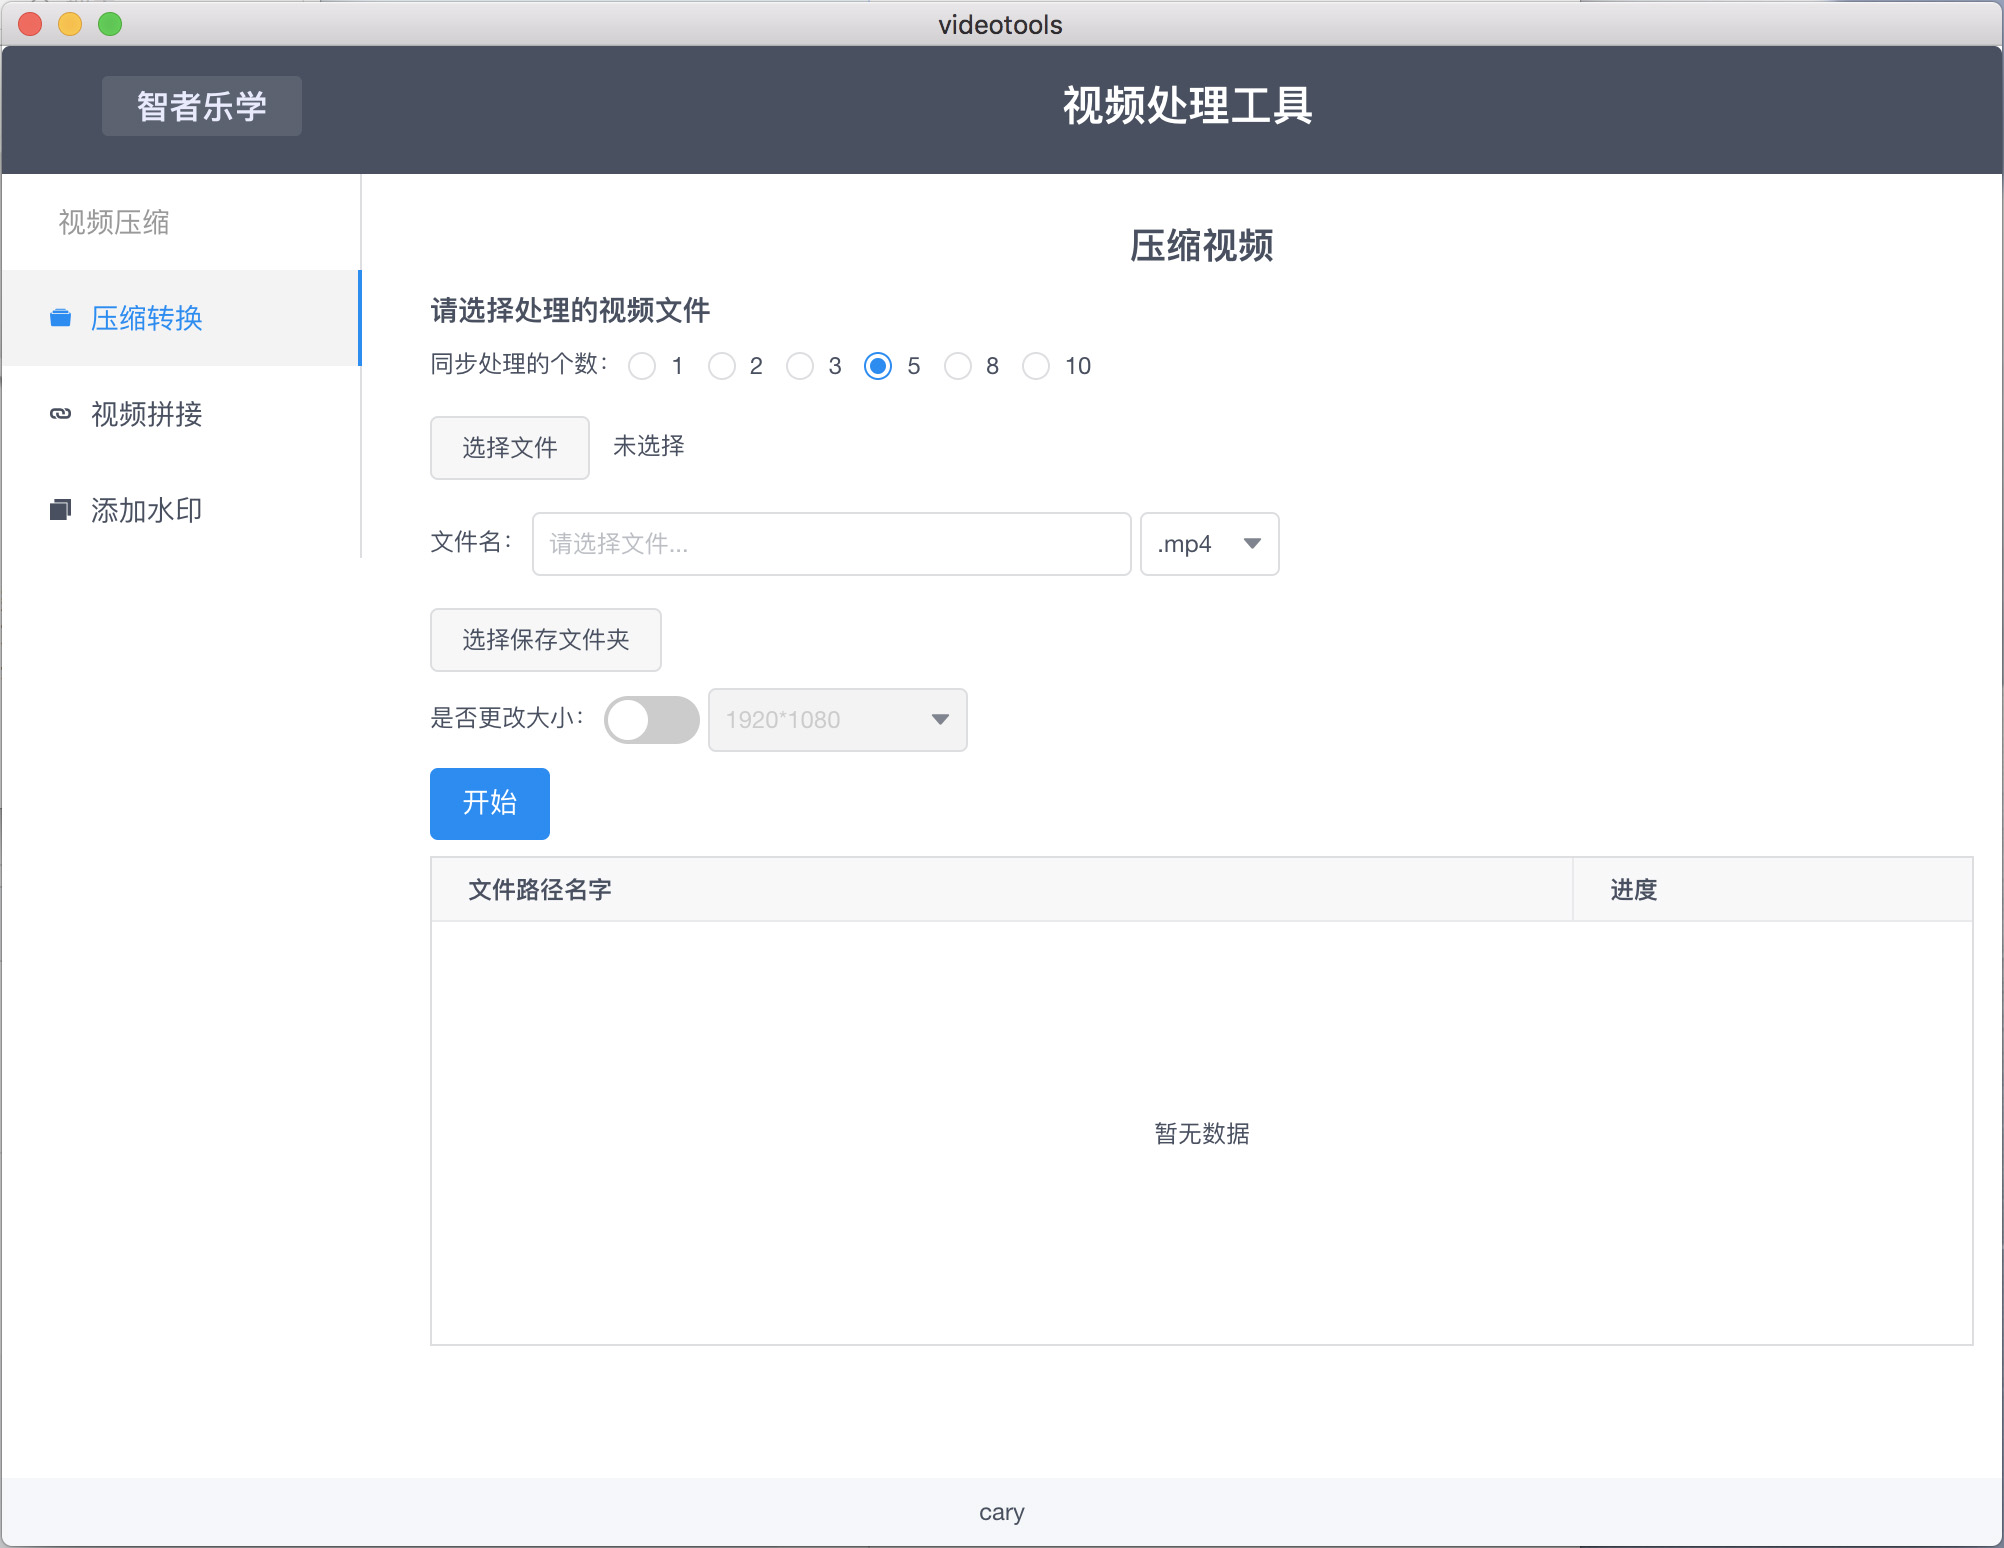 videotools
智者乐学
视频处理工具
视频压缩
压缩转换
视频拼接
添加水印
压缩视频
请选择处理的视频文件
同步处理的个数： 1 2 3 5 8 10
选择文件 未选择
文件名： 请选择文件... .mp4
选择保存文件夹
是否更改大小： 1920*1080
开始
文件路径名字 进度
暂无数据
cary